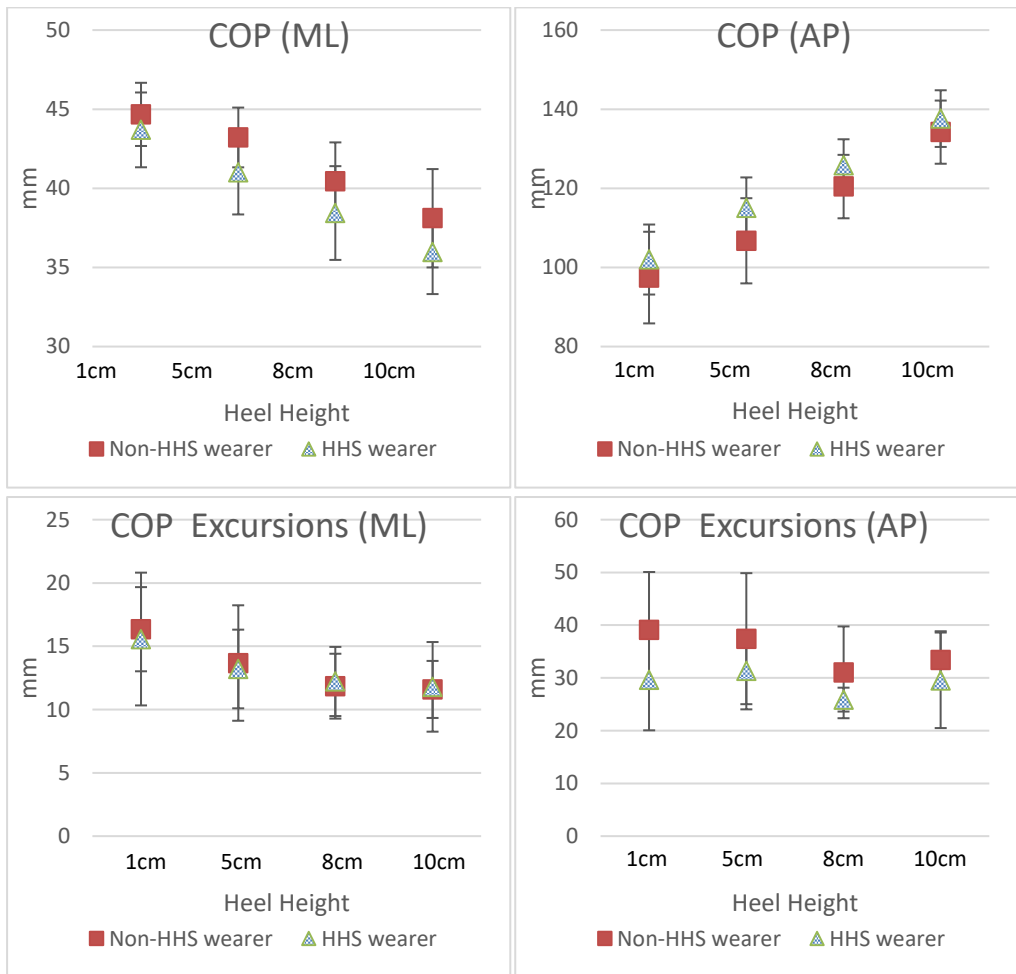 COP (ML)
50
45
40
35
30
mm
1cm 5cm 8cm 10cm
Heel Height
Non-HHS wearer HHS wearer
COP (AP)
160
140
120
100
80
mm
1cm 5cm 8cm 10cm
Heel Height
Non-HHS wearer HHS wearer
COP Excursions (ML)
25
20
15
10
5
0
mm
1cm 5cm 8cm 10cm
Heel Height
Non-HHS wearer HHS wearer
COP Excursions (AP)
60
50
40
30
20
10
0
mm
1cm 5cm 8cm 10cm
Heel Height
Non-HHS wearer HHS wearer